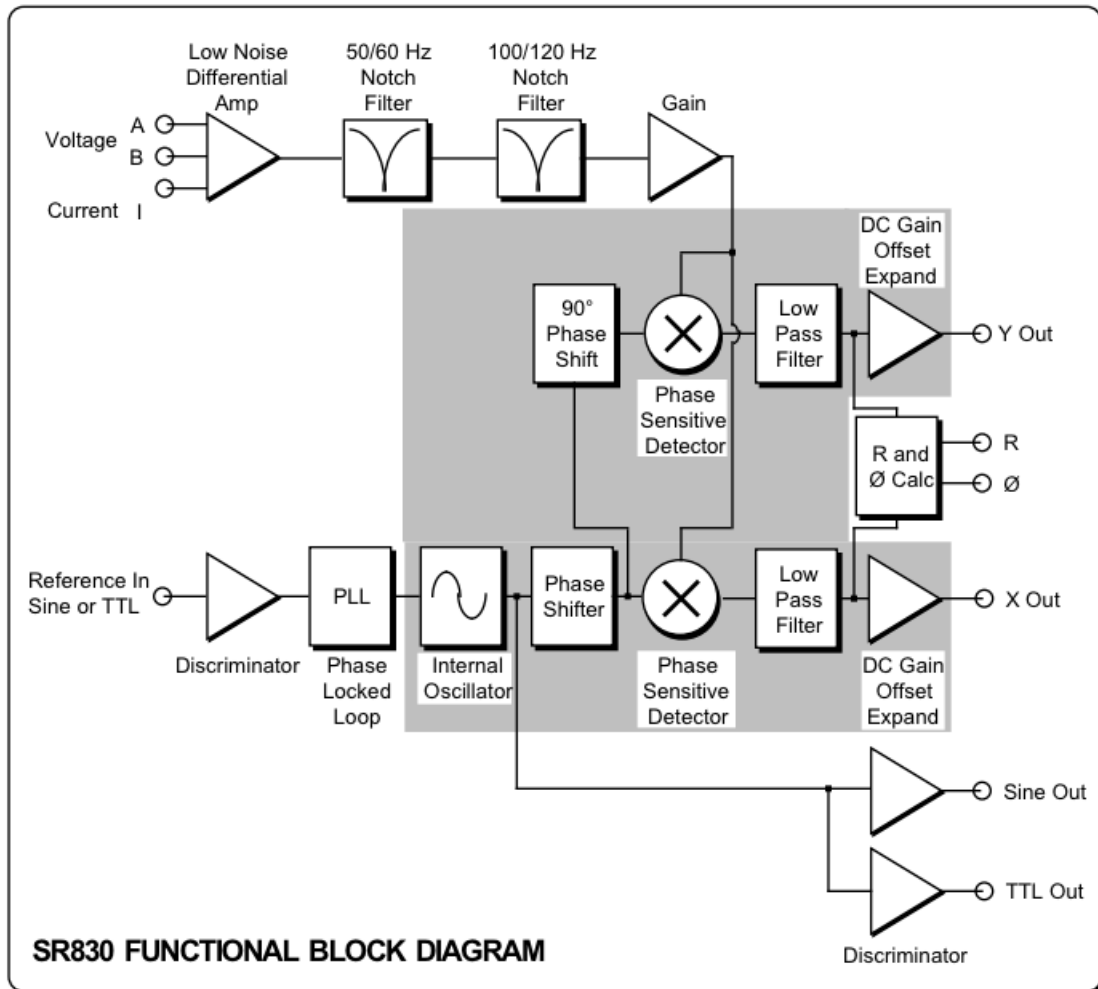 Low Noise
Differential
Amp
50/60 Hz
Notch
Filter
100/120 Hz
Notch
Filter
Gain
Voltage
A
B
Current
I
DC Gain
Offset
Expand
90°
Phase
Shift
Low
Pass
Filter
Y Out
Phase
Sensitive
Detector
R and
Ø Calc
R
Ø
Reference In
Sine or TTL
PLL
Phase
Shifter
Low
Pass
Filter
X Out
Discriminator
Phase
Locked
Loop
Internal
Oscillator
Phase
Sensitive
Detector
DC Gain
Offset
Expand
Sine Out
TTL Out
Discriminator
SR830 FUNCTIONAL BLOCK DIAGRAM